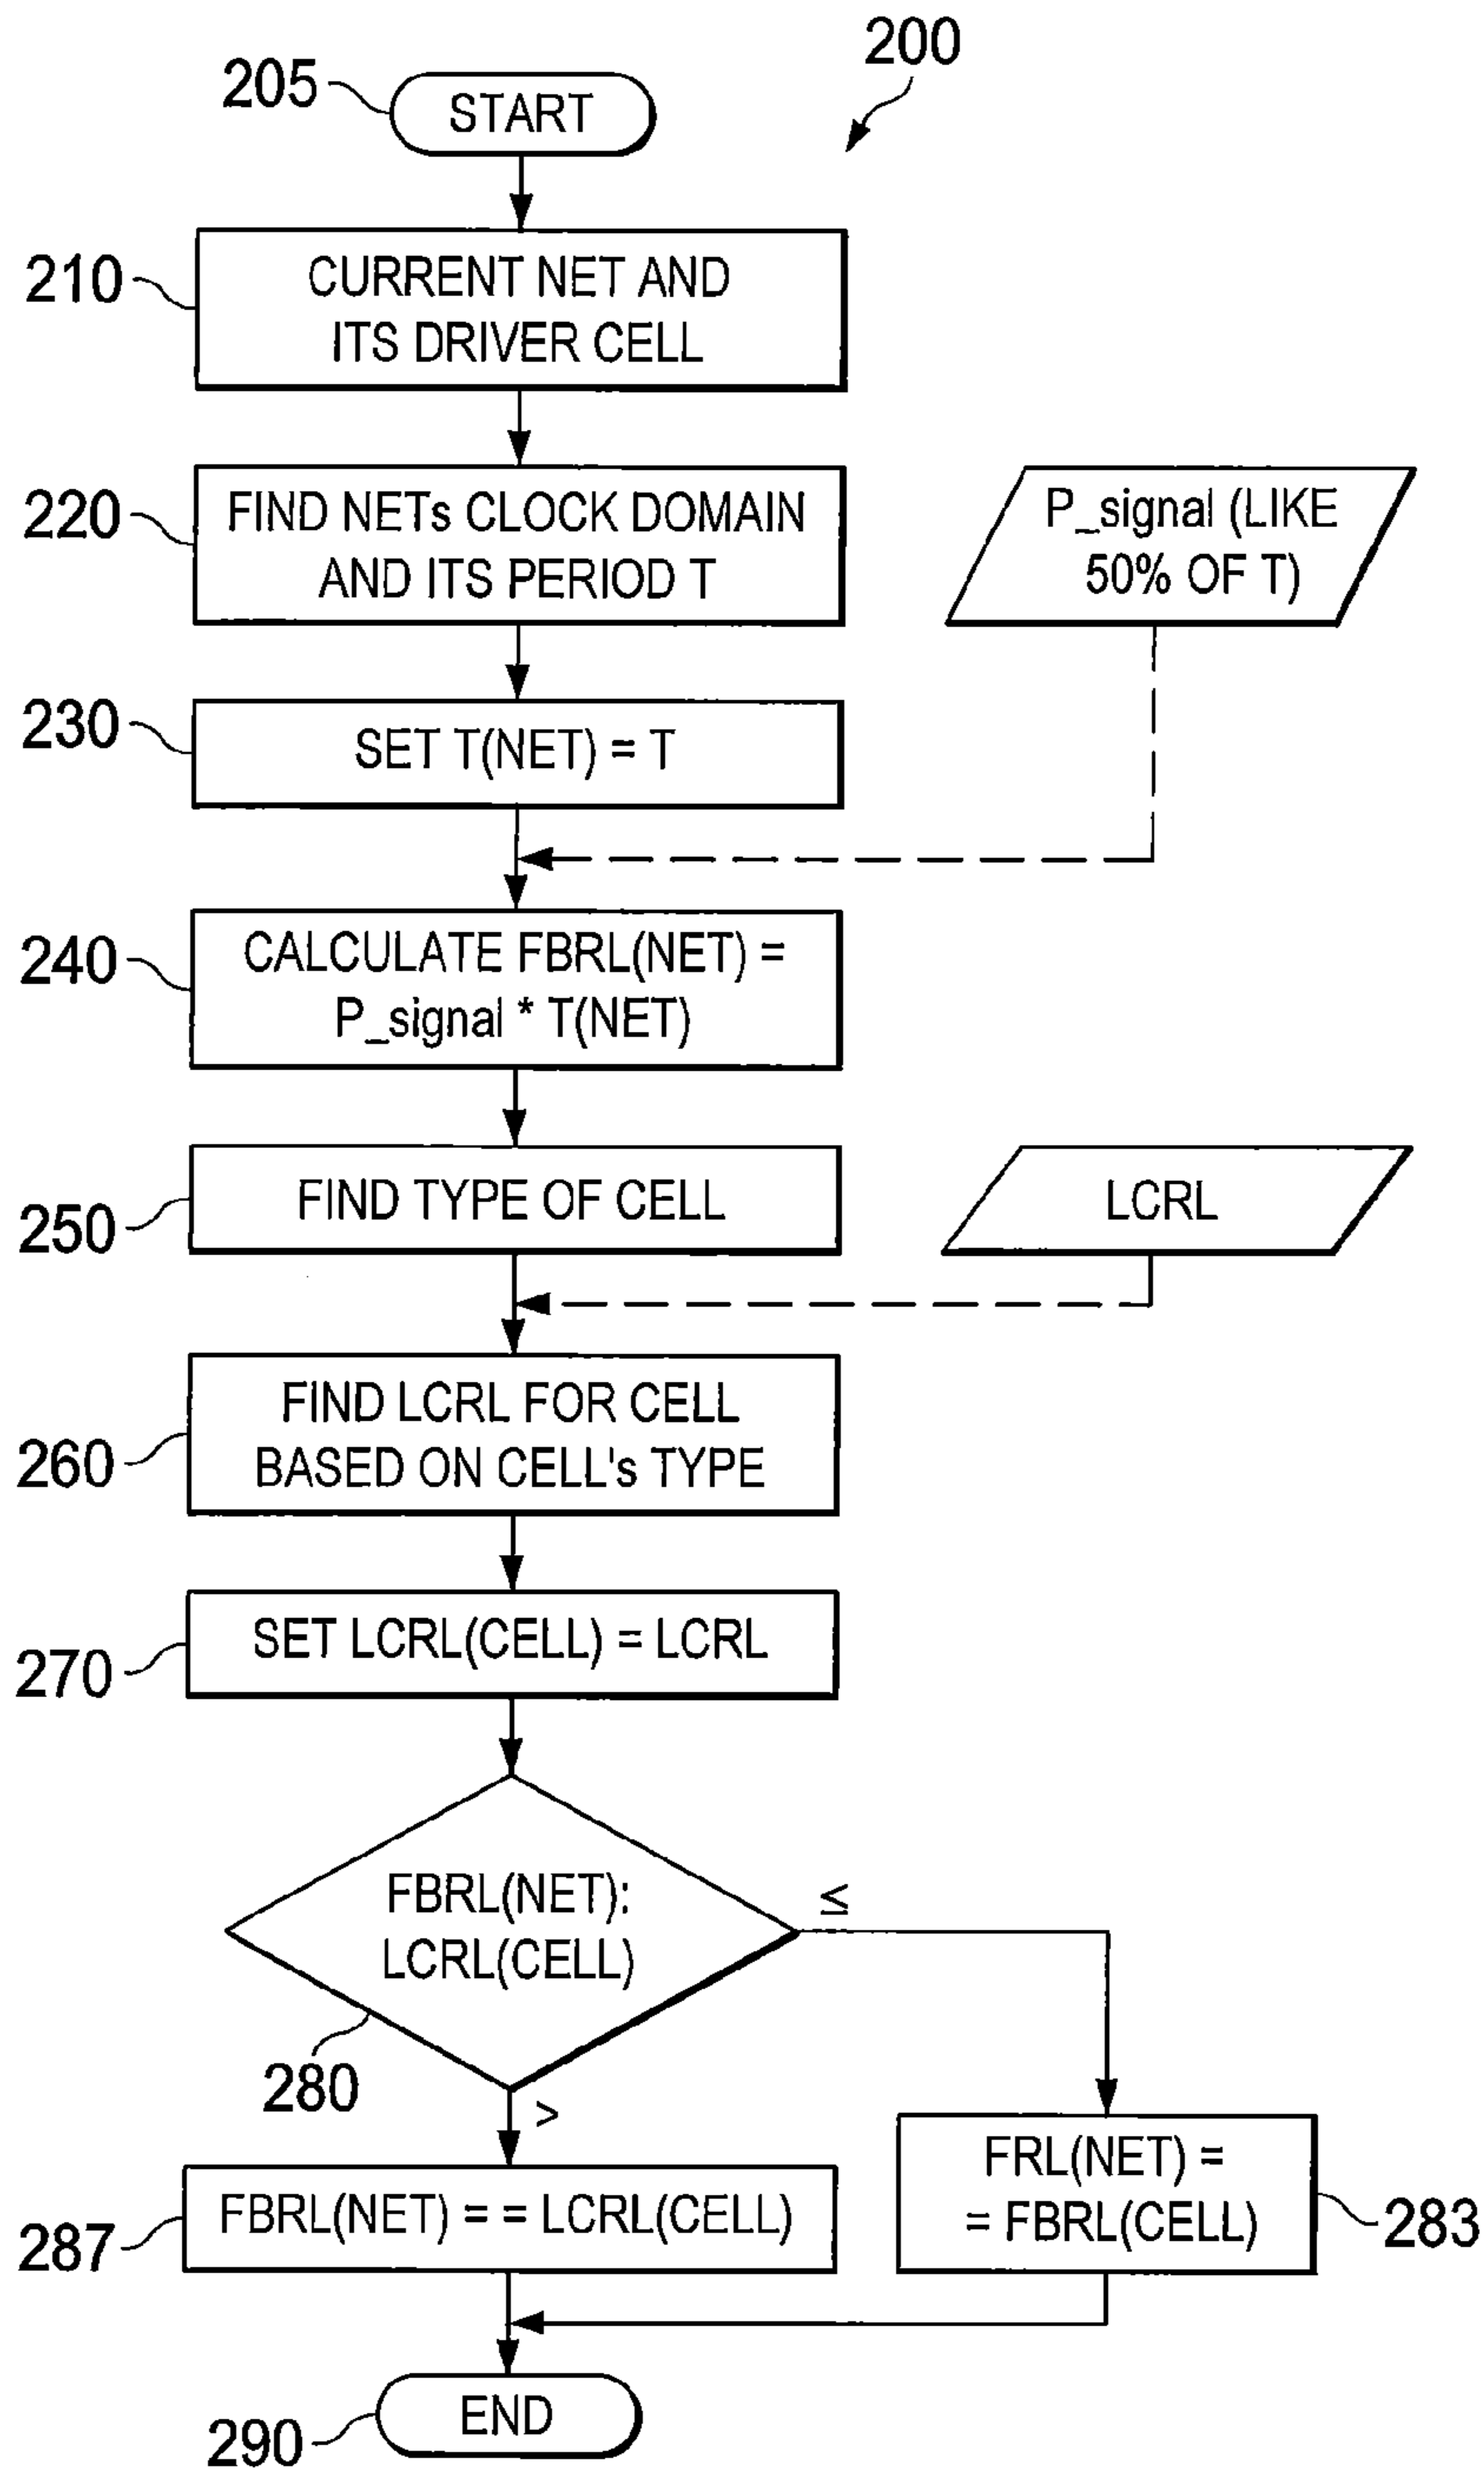 200
205
START
210
CURRENT NET AND
ITS DRIVER CELL
220
FIND NETs CLOCK DOMAIN
AND ITS PERIOD T
P_signal (LIKE
50% OF T)
230
SET T(NET) = T
240
CALCULATE FBRL(NET) =
P_signal * T(NET)
250
FIND TYPE OF CELL
LCRL
260
FIND LCRL FOR CELL
BASED ON CELL's TYPE
270
SET LCRL(CELL) = LCRL
FBRL(NET):
LCRL(CELL)
≤
280
>
FRL(NET) =
= FBRL(CELL)
283
287
FBRL(NET) = = LCRL(CELL)
290
END